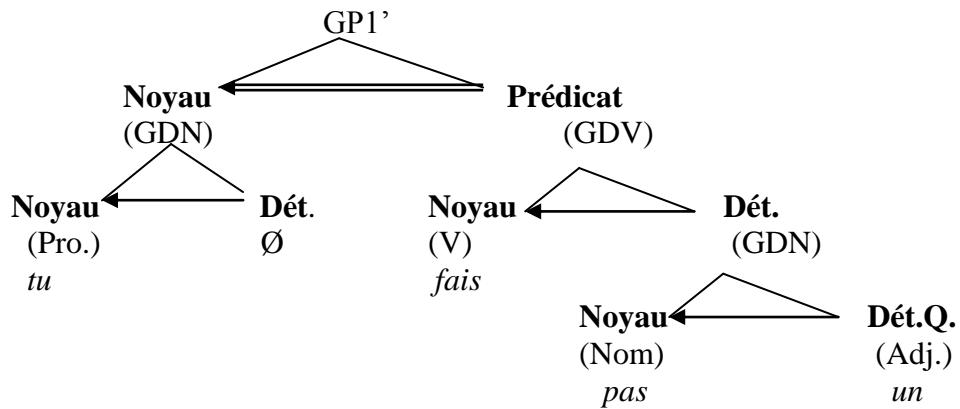 GP1’
Noyau Prédicat
(GDN) (GDV)
Noyau Dét. Noyau Dét.
(Pro.) Ø (V) (GDN)
tu fais
Noyau Dét.Q.
(Nom) (Adj.)
pas un